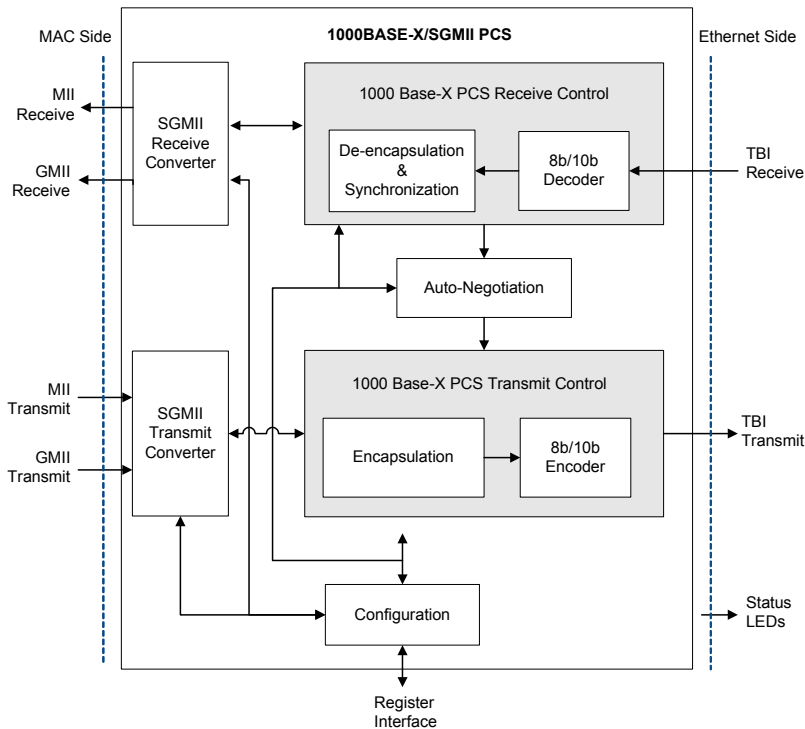 MAC Side
1000BASE-X/SGMII PCS
Ethernet Side
MII
Receive
GMII
Receive
SGMII
Receive
Converter
1000 Base-X PCS Receive Control
De-encapsulation
&
Synchronization
8b/10b
Decoder
TBI
Receive
Auto-Negotiation
MII
Transmit
GMII
Transmit
SGMII
Transmit
Converter
1000 Base-X PCS Transmit Control
Encapsulation
8b/10b
Encoder
TBI
Transmit
Configuration
Status
LEDs
Register
Interface